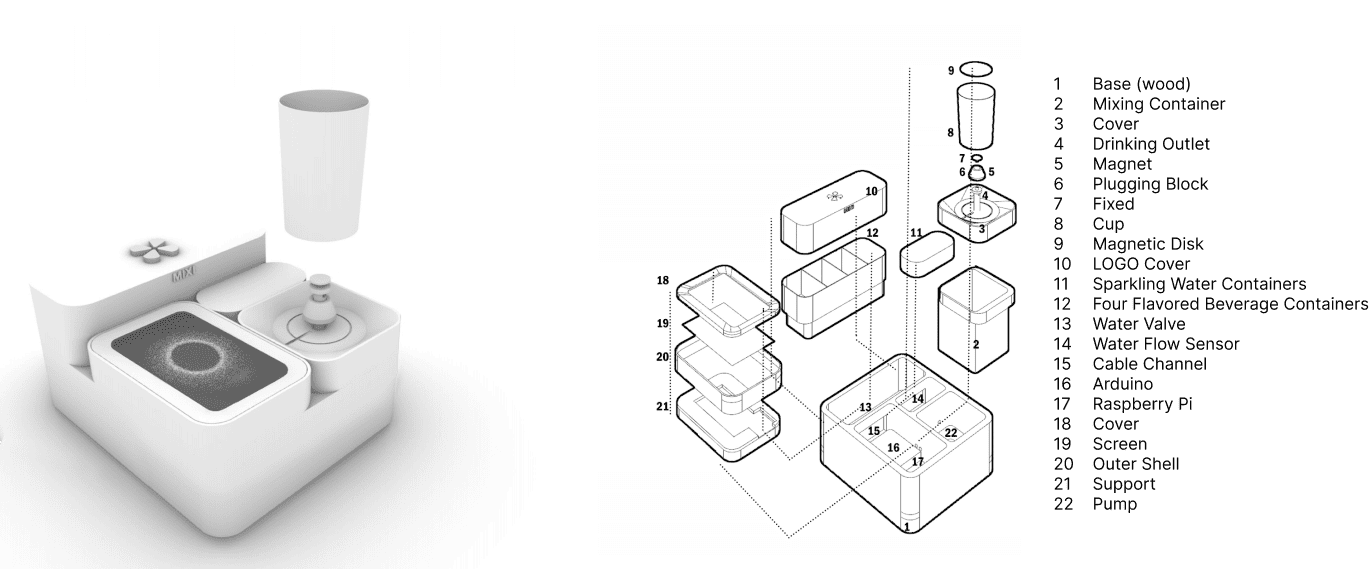 MIXI
9
8
7
6 5
4
3
10
MIXI
12
11
18
19
20
21
2
13
14
15
16
17
22
1
1 Base (wood)
2 Mixing Container
3 Cover
4 Drinking Outlet
5 Magnet
6 Plugging Block
7 Fixed
8 Cup
9 Magnetic Disk
10 LOGO Cover
11 Sparkling Water Containers
12 Four Flavored Beverage Containers
13 Water Valve
14 Water Flow Sensor
15 Cable Channel
16 Arduino
17 Raspberry Pi
18 Cover
19 Screen
20 Outer Shell
21 Support
22 Pump